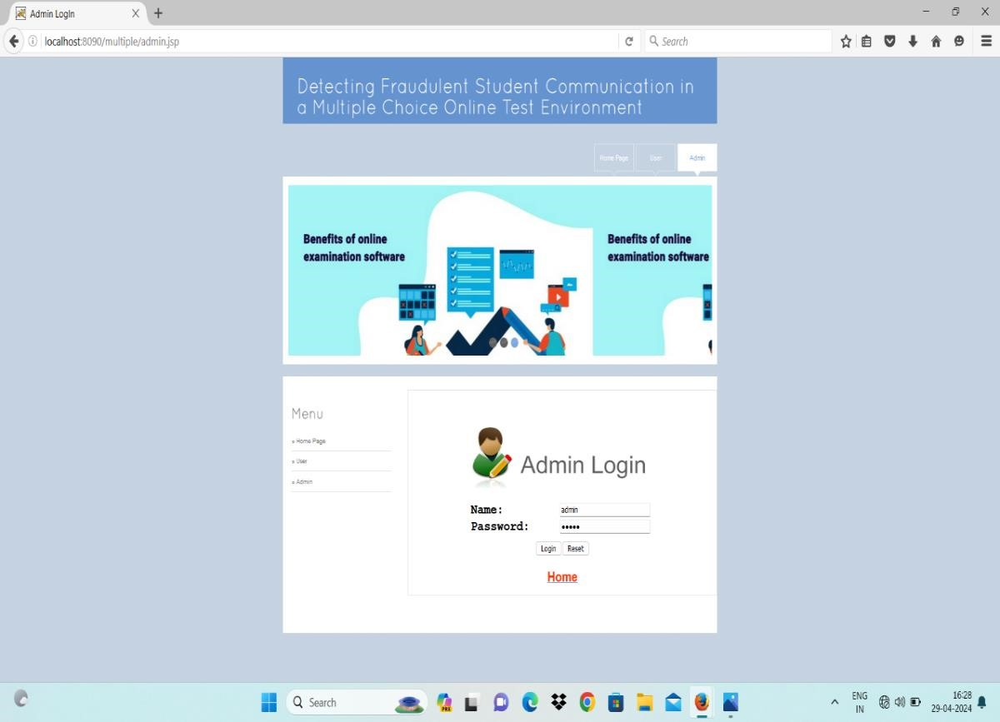 Admin LogIn
localhost:8090/multiple/admin.jsp
Search
Detecting Fraudulent Student Communication in
a Multiple Choice Online Test Environment
Home Page
User
Admin
Benefits of online
examination software
Benefits of online
examination software
Menu
» Home Page
» User
» Admin
Admin Login
Name:
admin
Password:
•••••
Login
Reset
Home
Search
PRE
ENG
IN
16:28
29-04-2024